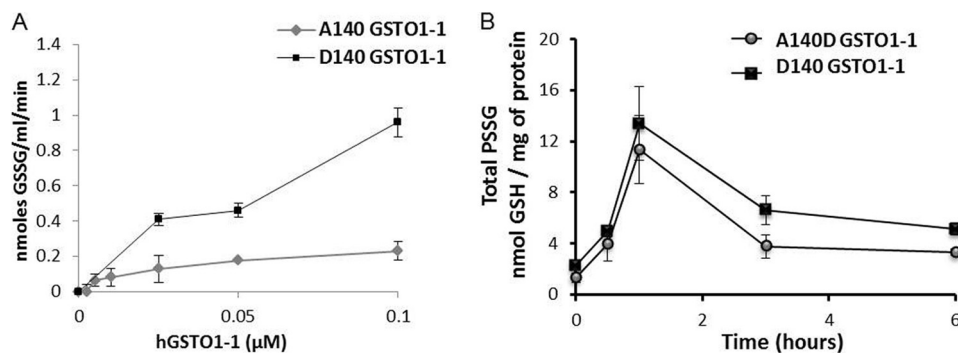 A
A140 GSTO1-1
D140 GSTO1-1
nmoles GSSG/ml/min
1.4
1.2
1
0.8
0.6
0.4
0.2
0
0
0.05
0.1
hGSTO1-1 (µM)
B
A140D GSTO1-1
D140 GSTO1-1
Total PSSG
nmol GSH / mg of protein
20
16
12
8
4
0
0
2
4
6
Time (hours)